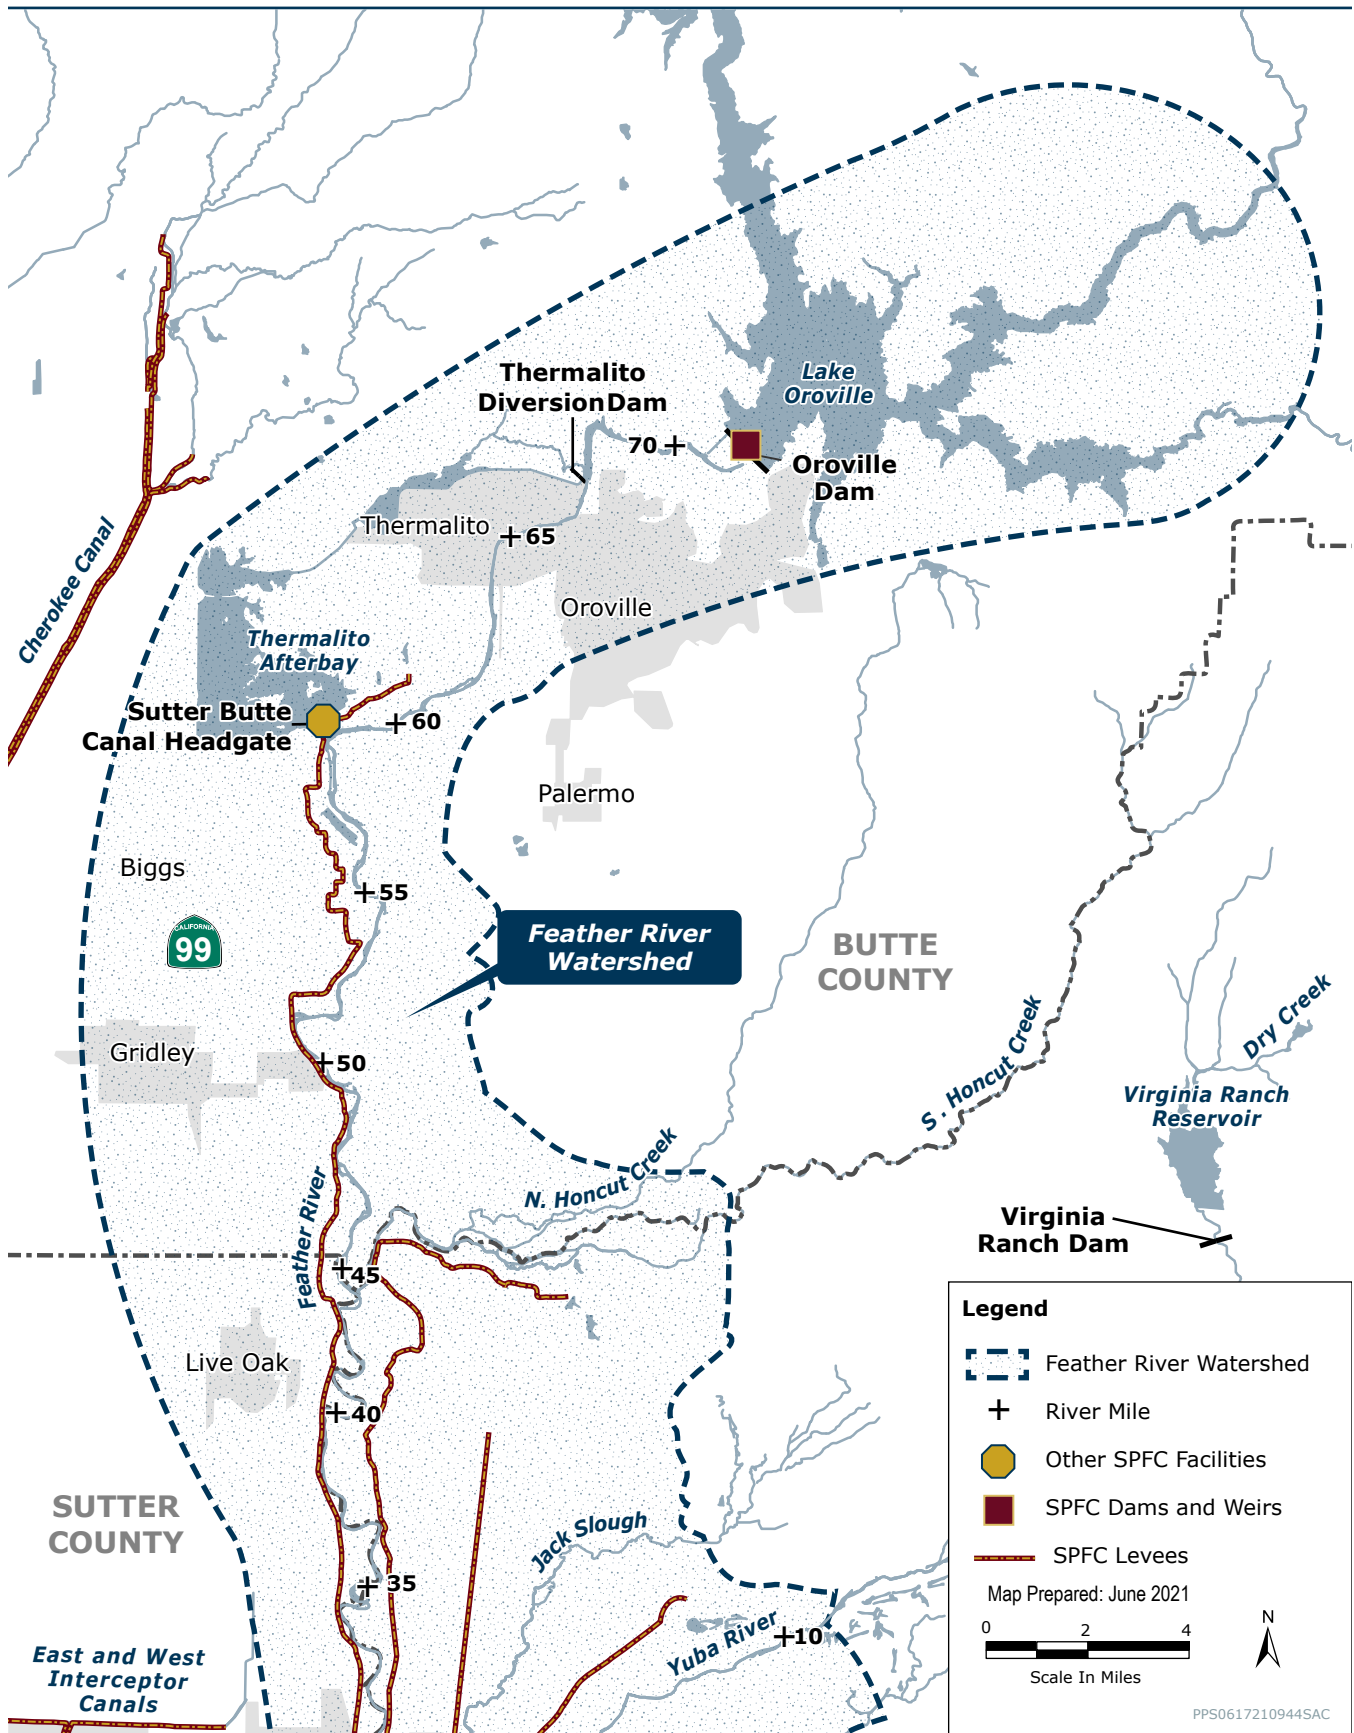 Thermalito
DiversionDam
Lake
Oroville
70
Oroville
Dam
Thermalito
65
Cherokee Canal
Oroville
Thermalito
Afterbay
Sutter Butte
Canal Headgate
60
Palermo
Biggs
55
CALIFORNIA
99
Feather River
Watershed
BUTTE
COUNTY
Gridley
50
S. Honcut Creek
Dry Creek
Virginia Ranch
Reservoir
N. Honcut Creek
Feather River
Virginia
Ranch Dam
45
Live Oak
40
SUTTER
COUNTY
Jack Slough
35
Yuba River
10
East and West
Interceptor
Canals
Legend
Feather River Watershed
River Mile
Other SPFC Facilities
SPFC Dams and Weirs
SPFC Levees
Map Prepared: June 2021
0 2 4
Scale In Miles
N
PPS0617210944SAC